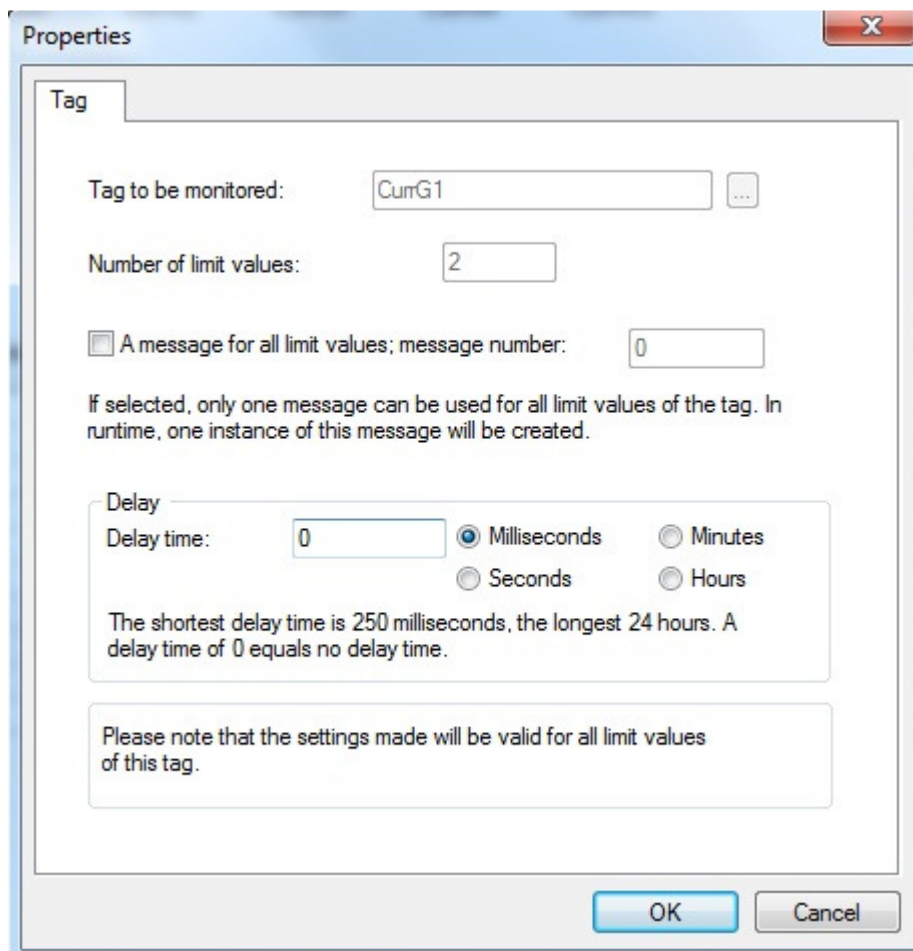 Properties
X
Tag
Tag to be monitored: CurrG1 ...
Number of limit values: 2
A message for all limit values; message number: 0
If selected, only one message can be used for all limit values of the tag. In
runtime, one instance of this message will be created.
Delay
Delay time: 0 Milliseconds Minutes
Seconds Hours
The shortest delay time is 250 milliseconds, the longest 24 hours. A
delay time of 0 equals no delay time.
Please note that the settings made will be valid for all limit values
of this tag.
OK Cancel